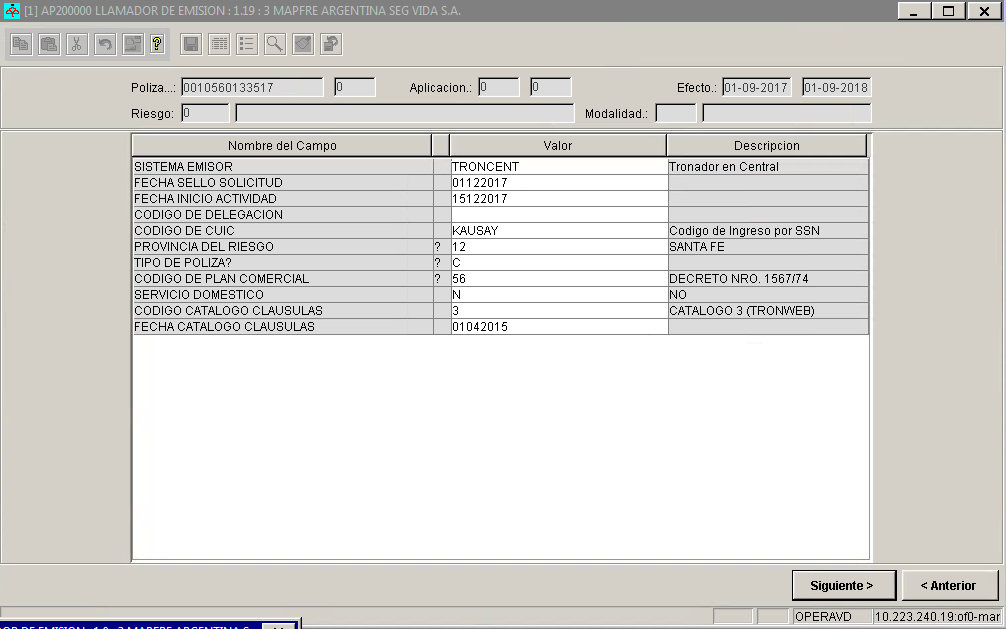 [1] AP200000 LLAMADOR DE EMISION : 1.19 : 3 MAPFRE ARGENTINA SEG VIDA S.A.
Poliza...: 0010560133517 0 Aplicacion.: 0 0 Efecto.: 01-09-2017 01-09-2018
Riesgo: 0 Modalidad.:
Nombre del Campo Valor Descripcion
SISTEMA EMISOR TRONCENT Tronador en Central
FECHA SELLO SOLICITUD 01122017
FECHA INICIO ACTIVIDAD 15122017
CODIGO DE DELEGACION
CODIGO DE CUIC KAUSAY Codigo de Ingreso por SSN
PROVINCIA DEL RIESGO ? 12 SANTA FE
TIPO DE POLIZA? ? C
CODIGO DE PLAN COMERCIAL ? 56 DECRETO NRO. 1567/74
SERVICIO DOMESTICO N NO
CODIGO CATALOGO CLAUSULAS 3 CATALOGO 3 (TRONWEB)
FECHA CATALOGO CLAUSULAS 01042015
Siguiente > < Anterior
OPERAVD 10.223.240.19:of0-mar